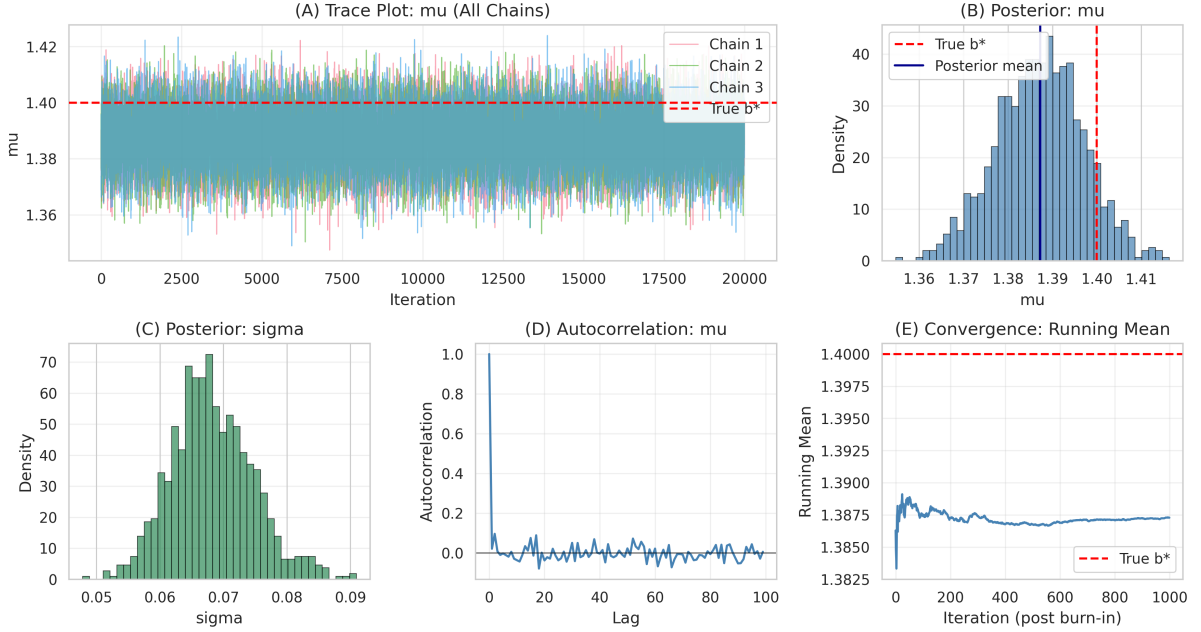 (A) Trace Plot: mu (All Chains)
mu
1.42
1.40
1.38
1.36
0
2500
5000
7500
10000
12500
15000
17500
20000
Iteration
Chain 1
Chain 2
Chain 3
True b*
(B) Posterior: mu
Density
40
30
20
10
0
1.36
1.37
1.38
1.39
1.40
1.41
mu
True b*
Posterior mean
(C) Posterior: sigma
Density
70
60
50
40
30
20
10
0
0.05
0.06
0.07
0.08
0.09
sigma
(D) Autocorrelation: mu
Autocorrelation
1.0
0.8
0.6
0.4
0.2
0.0
0
20
40
60
80
100
Lag
(E) Convergence: Running Mean
Running Mean
1.4000
1.3975
1.3950
1.3925
1.3900
1.3875
1.3850
1.3825
0
200
400
600
800
1000
Iteration (post burn-in)
True b*